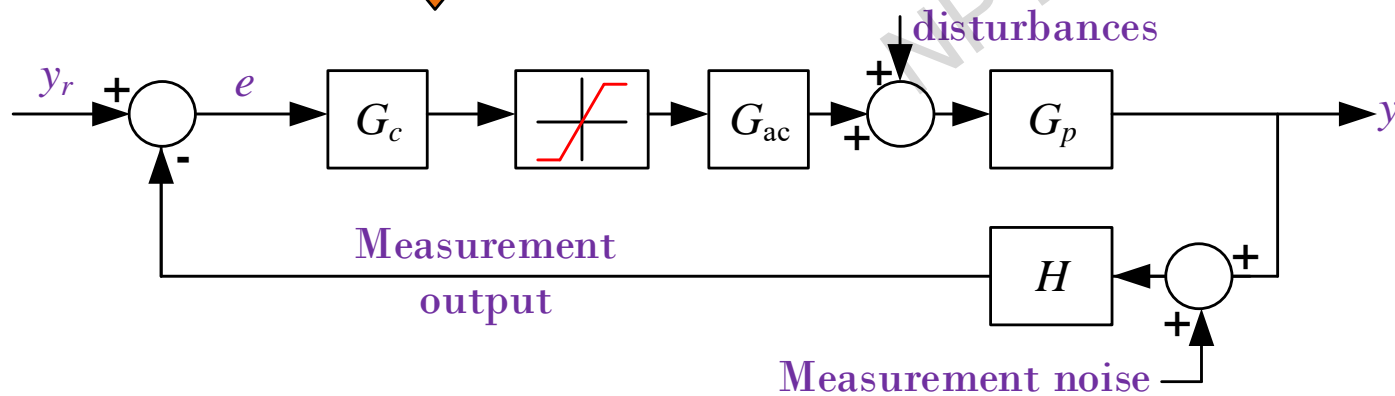 disturbances
y_r
+
e
G_c
G_ac
+
+
G_p
y
-
Measurement
output
H
+
+
Measurement noise